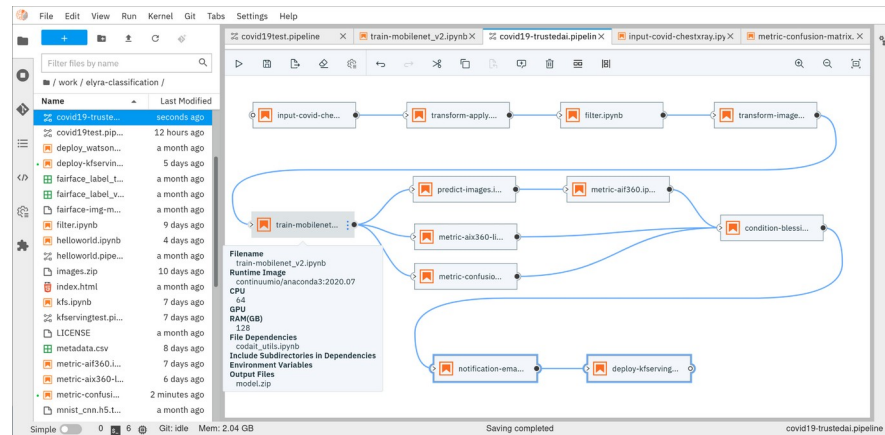 File Edit View Run Kernel Git Tabs Settings Help
covid19test.pipeline
train-mobilenet_v2.ipynb
covid19-trustedai.pipelin
input-covid-chestxray.ipy
metric-confusion-matrix.
Filter files by name
/ work / elyra-classification /
Name Last Modified
covid19-truste... seconds ago
covid19test.pip... 12 hours ago
deploy_watson... a month ago
deploy-kfservin... 5 days ago
fairface_label_t... a month ago
fairface_label_v... a month ago
fairface-img-m... a month ago
filter.ipynb 9 days ago
helloworld.ipynb 4 days ago
helloworld.pipe... a month ago
images.zip 10 days ago
index.html a month ago
kfs.ipynb 7 days ago
kfservingtest.pi... 7 days ago
LICENSE a month ago
metadata.csv 8 days ago
metric-aif360.i... 7 days ago
metric-aix360-l... 6 days ago
metric-confusi... 2 minutes ago
mnist_cnn.h5.t... a month ago
input-covid-che...
transform-apply....
filter.ipynb
transform-image...
predict-images.i...
metric-aif360.ip...
train-mobilenet...
metric-aix360-li...
condition-blessi...
metric-confusio...
Filename
train-mobilenet_v2.ipynb
Runtime Image
continuumio/anaconda3:2020.07
CPU
64
GPU
RAM(GB)
128
File Dependencies
codait_utils.ipynb
Include Subdirectories in Dependencies
Environment Variables
Output Files
model.zip
notification-ema...
deploy-kfserving...
Simple 0 6 Git: idle Mem: 2.04 GB Saving completed covid19-trustedai.pipeline